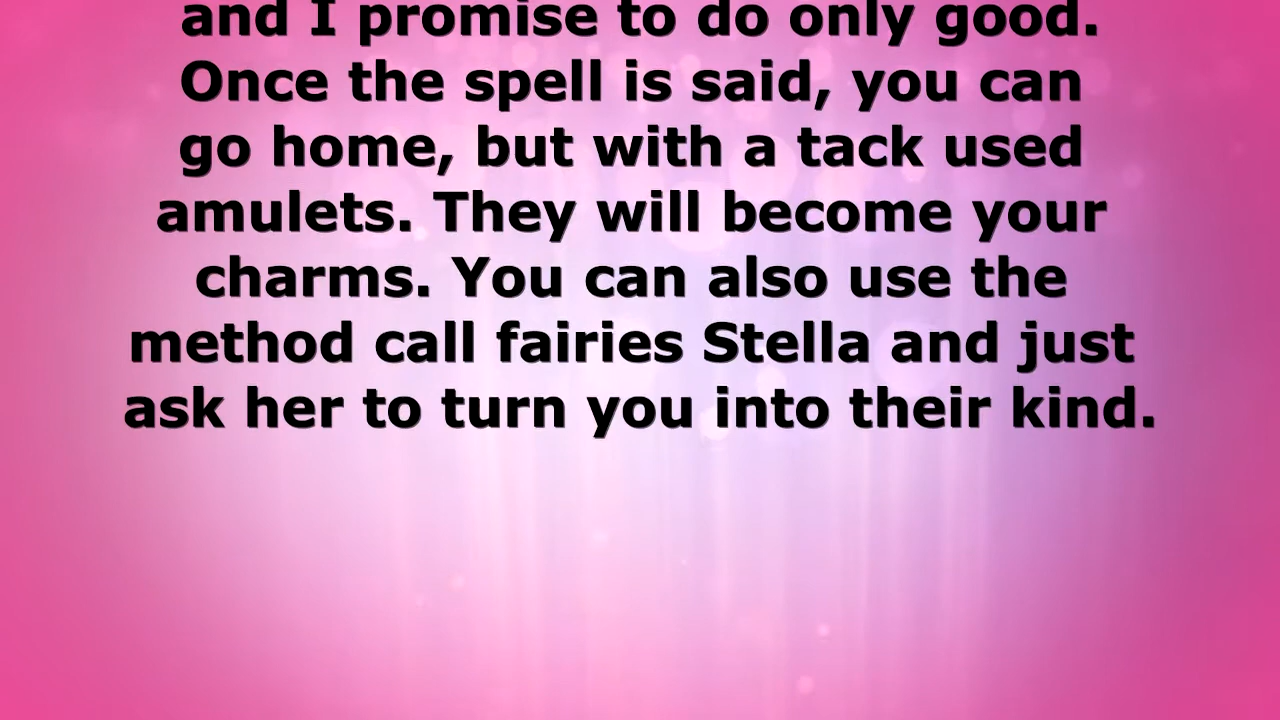 and I promise to do only good.
Once the spell is said, you can
go home, but with a tack used
amulets. They will become your
charms. You can also use the
method call fairies Stella and just
ask her to turn you into their kind.